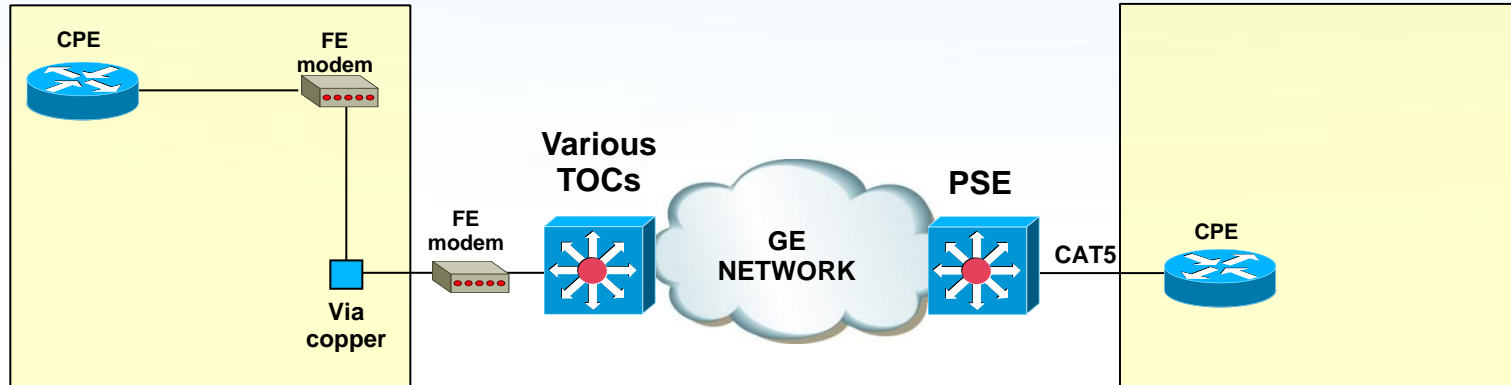 CPE
FE
modem
Via
copper
FE
modem
Various
TOCs
GE
NETWORK
PSE
CAT5
CPE